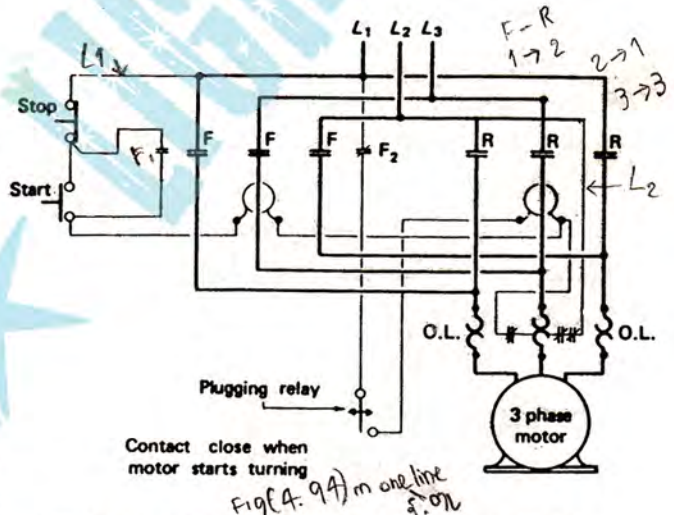 L1 L2 L3
F-R
1→2 2→1
3→3
L1
Stop
F F F F2 R R R
F1
Start
L2
O.L. O.L.
Plugging relay
3 phase
motor
Contact close when
motor starts turning
Fig(4.94) in one line